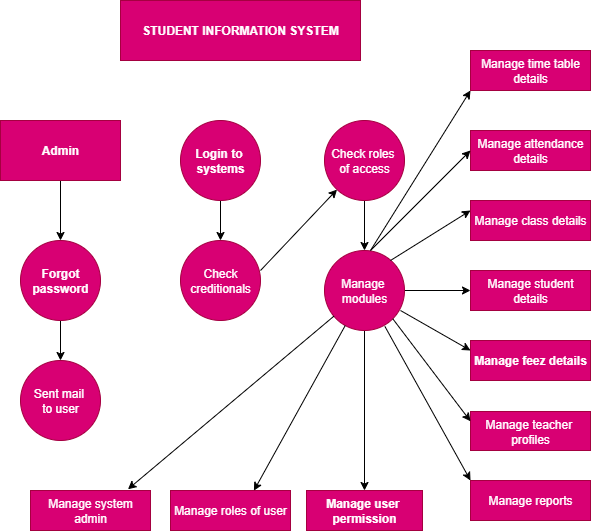 STUDENT INFORMATION SYSTEM
Manage time table
details
Admin
Login to
systems
Check roles
of access
Manage attendance
details
Manage class details
Forgot
password
Check
creditionals
Manage
modules
Manage student
details
Manage feez details
Sent mail
to user
Manage teacher
profiles
Manage system
admin
Manage roles of user
Manage user
permission
Manage reports